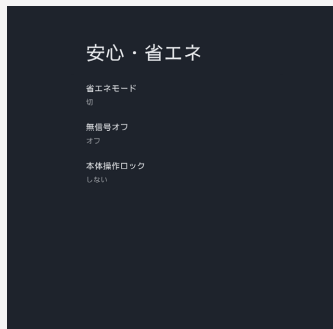 安心・省エネ
省エネモード
切
無信号オフ
オフ
本体操作ロック
しない